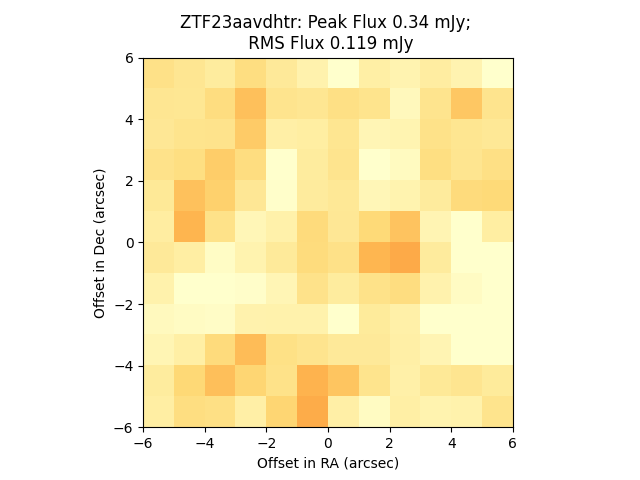 ZTF23aavdhtr: Peak Flux 0.34 mJy;
RMS Flux 0.119 mJy
6
4
2
0
−2
−4
−6
Offset in Dec (arcsec)
−6 −4 −2 0 2 4 6
Offset in RA (arcsec)